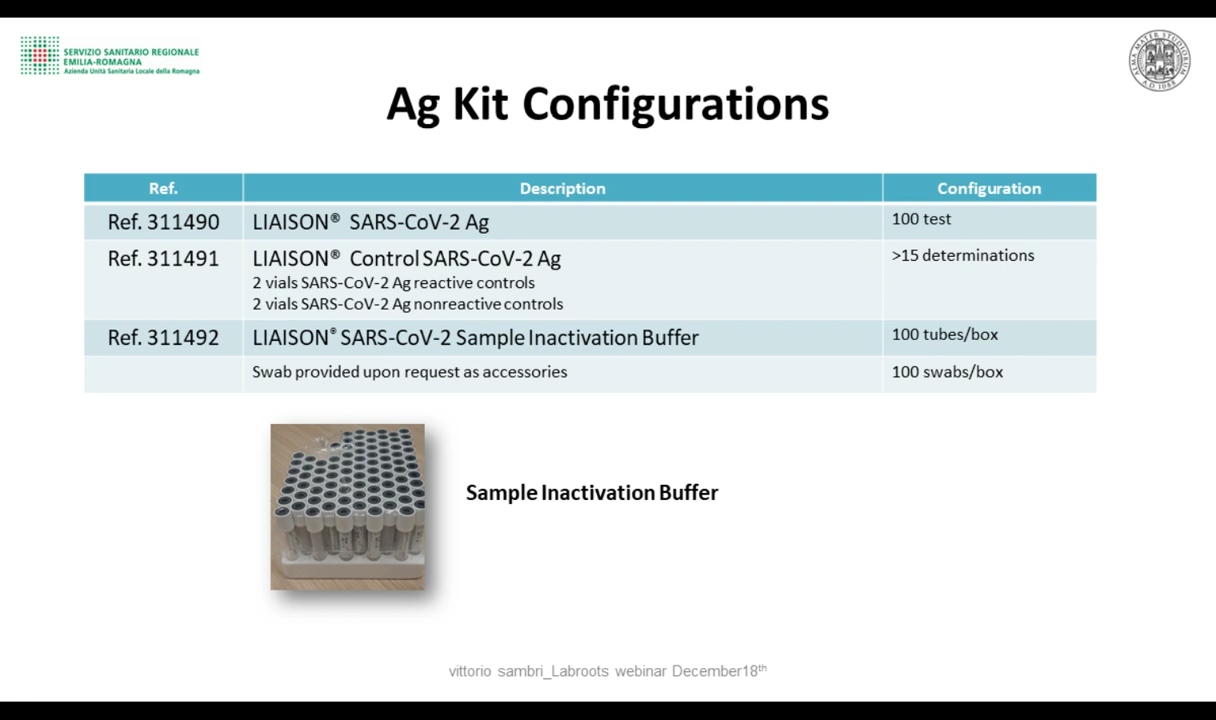 SERVIZIO SANITARIO REGIONALE
EMILIA-ROMAGNA
Azienda Unità Sanitaria Locale della Romagna
ALMA MATER STUDIORUM
A.D. 1088
Ag Kit Configurations
Ref. Description Configuration
Ref. 311490 LIAISON® SARS-CoV-2 Ag 100 test
Ref. 311491 LIAISON® Control SARS-CoV-2 Ag >15 determinations
2 vials SARS-CoV-2 Ag reactive controls
2 vials SARS-CoV-2 Ag nonreactive controls
Ref. 311492 LIAISON® SARS-CoV-2 Sample Inactivation Buffer 100 tubes/box
Swab provided upon request as accessories 100 swabs/box
Sample Inactivation Buffer
vittorio sambri_Labroots webinar December18th